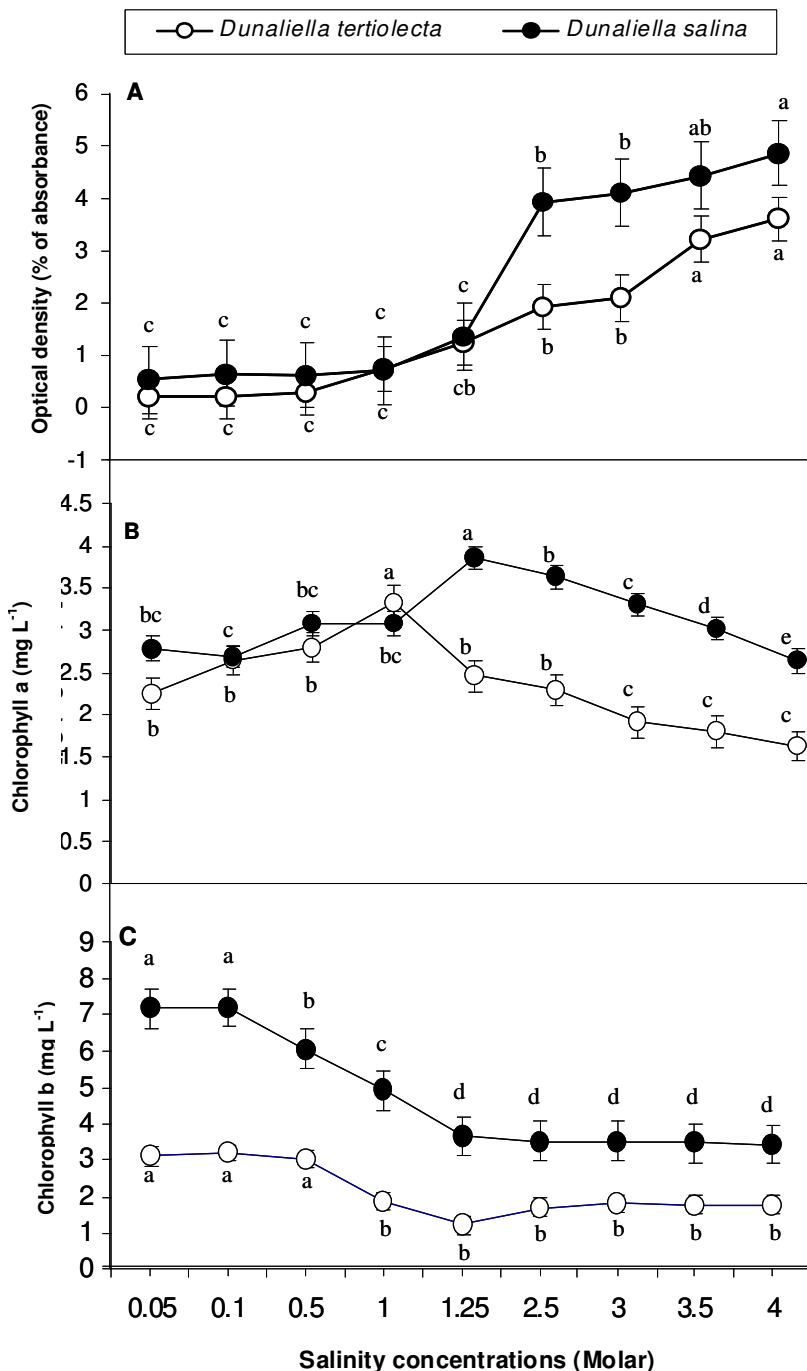 Dunaliella tertiolecta Dunaliella salina
A
Optical density (% of absorbance)
6
5
4
3
2
1
0
-1
c c c c c b b ab a
c c c c cb b b a a
B
Chlorophyll a (mg L-1)
4.5
4
3.5
3
2.5
2
1.5
1
0.5
0
bc c bc a a b c d e
b b b bc b b c c c
C
Chlorophyll b (mg L-1)
9
8
7
6
5
4
3
2
1
0
a a b c d d d d d
a a a b b b b b b
0.05 0.1 0.5 1 1.25 2.5 3 3.5 4
Salinity concentrations (Molar)